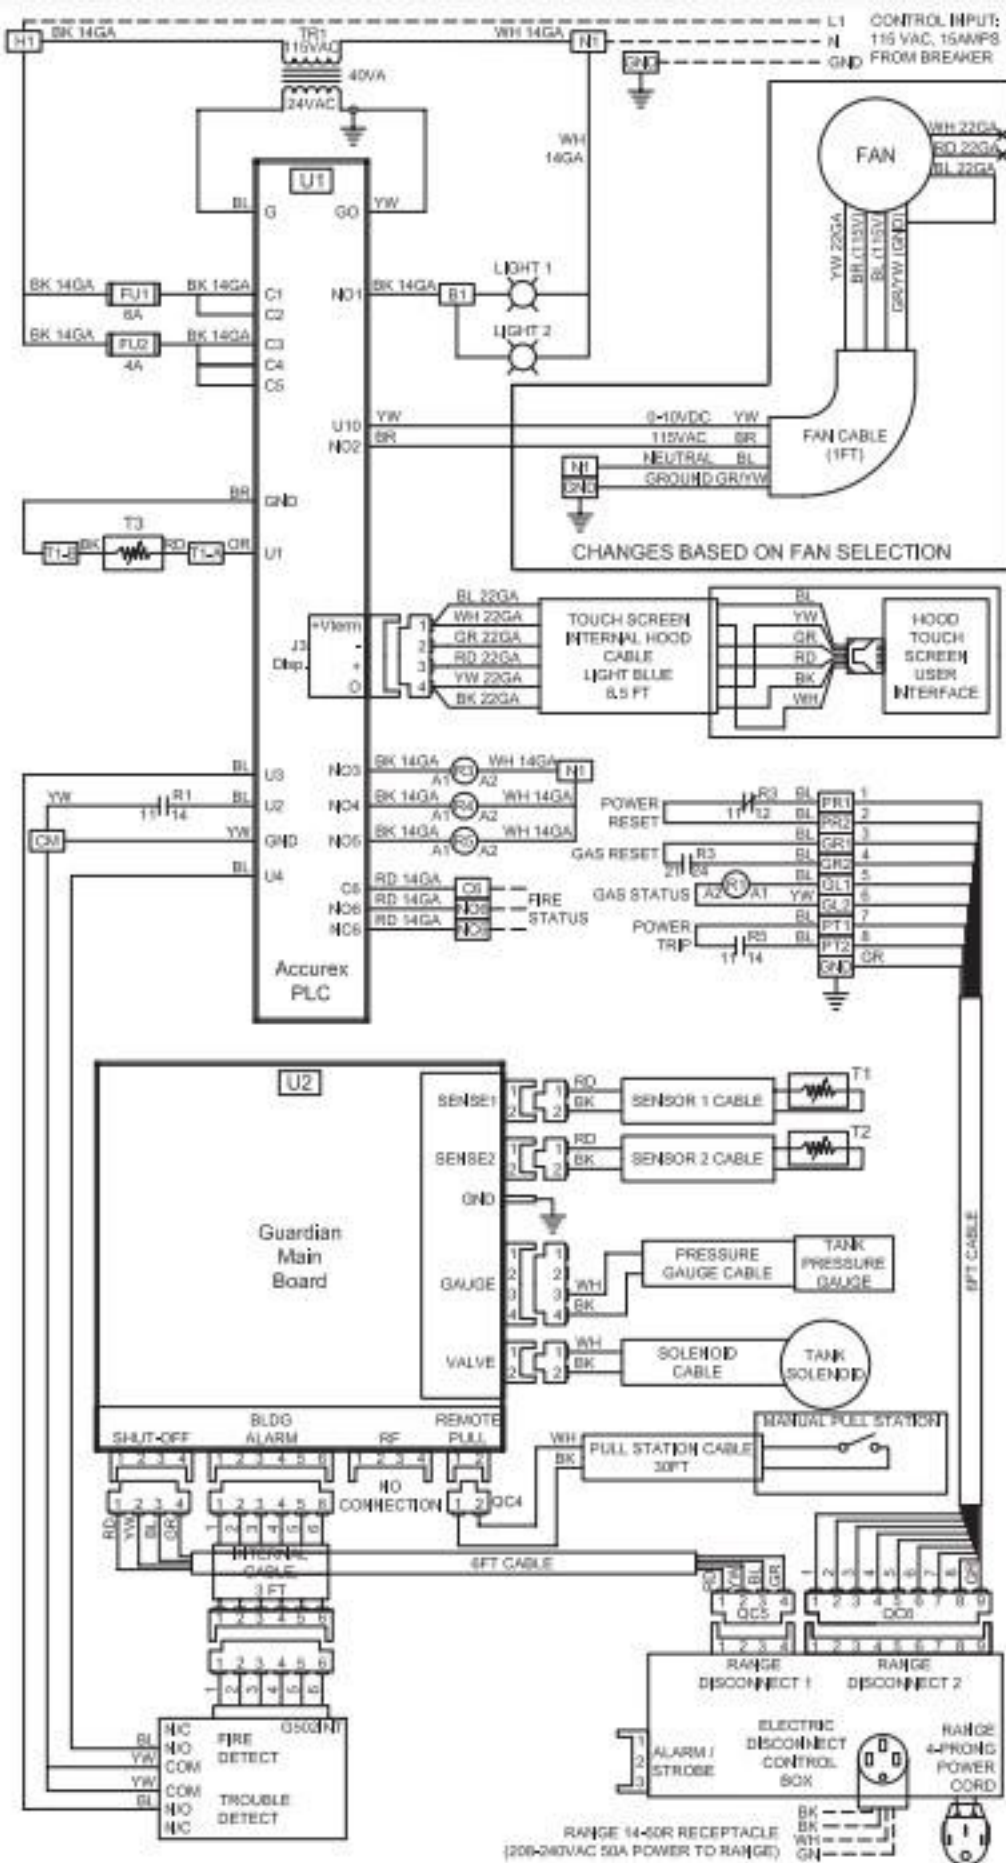 H1 BK 14GA TR1 WH 14GA N1 L1 CONTROL INPUT:
115VAC N 115 VAC, 15AMPS
GND GND FROM BREAKER
40VA
24VAC
WH
14GA
FAN
WH 22GA
RD 22GA
BL 22GA
YW 22GA
BR (115V)
BL (115V)
GR/YW (GND)
U1
BL G GO YW
BK 14GA FU1 BK 14GA C1 NO1 BK 14GA B1 LIGHT 1
6A C2
BK 14GA FU2 BK 14GA C3 LIGHT 2
4A C4
C5
U10 YW 0-10VDC YW
NO2 BR 115VAC BR
N1 NEUTRAL BL
GND GROUND GR/YW
FAN CABLE
(1FT)
CHANGES BASED ON FAN SELECTION
BR GND
T3
T1-B BK RD T1-A OR U1
J3
Disp.
+Vterm
-
+
O
1
2
3
4
BL 22GA
WH 22GA
GR 22GA
RD 22GA
YW 22GA
BK 22GA
TOUCH SCREEN
INTERNAL HOOD
CABLE
LIGHT BLUE
8.5 FT
BL
YW
GR
RD
BK
WH
HOOD
TOUCH
SCREEN
USER
INTERFACE
BL U3 NO3 BK 14GA A1 R3 A2 WH 14GA N1
YW 11 R1 14 BL U2 NO4 BK 14GA A1 R4 A2 WH 14GA
CM YW GND NO5 BK 14GA A1 R5 A2 WH 14GA
BL U4
C6 RD 14GA C6
NO6 RD 14GA NO6 FIRE
NC6 RD 14GA NC6 STATUS
Accurex
PLC
POWER
RESET
11 R3 12 BL PR1 1
BL PR2 2
GAS RESET 21 R3 24 BL GR1 3
BL GR2 4
GAS STATUS A2 R1 A1 BL GL1 5
YW GL2 6
POWER
TRIP
11 R5 14 BL PT1 7
BL PT2 8
GND GR
6FT CABLE
U2
Guardian
Main
Board
SENSE1 1 2 1 2 RD BK SENSOR 1 CABLE T1
SENSE2 1 2 1 2 RD BK SENSOR 2 CABLE T2
GND
GAUGE 1 2 3 4 1 2 3 4 WH BK
PRESSURE
GAUGE CABLE
TANK
PRESSURE
GAUGE
VALVE 1 2 1 2 WH BK
SOLENOID
CABLE
TANK
SOLENOID
SHUT-OFF
BLDG
ALARM
RF
REMOTE
PULL
1 2 3 4 1 2 3 4 5 6 1 2 3 4 1 2
NO
CONNECTION
1 2 3 4 1 2 3 4 5 6 1 2 QC4
WH
BK
PULL STATION CABLE
30FT
MANUAL PULL STATION
RD YW BL GR 1 2 3 4 5 6
INTERNAL
CABLE
3 FT
6FT CABLE
RD YW BL GR 1 2 3 4 5 6 7 8 GR
1 2 3 4 1 2 3 4 5 6 7 8 9
QC5 QC6
1 2 3 4 1 2 3 4 5 6 7 8 9
1 2 3 4 5 6
1 2 3 4 5 6
1 2 3 4 5 6
G502INT
N/C
BL N/O FIRE
YW COM DETECT
YW COM
BL N/O TROUBLE
N/C DETECT
RANGE
DISCONNECT 1
RANGE
DISCONNECT 2
1
2
3
ALARM /
STROBE
ELECTRIC
DISCONNECT
CONTROL
BOX
RANGE
4-PRONG
POWER
CORD
BK
BK
WH
GN
RANGE 14-50R RECEPTACLE
(208-240VAC 50A POWER TO RANGE)